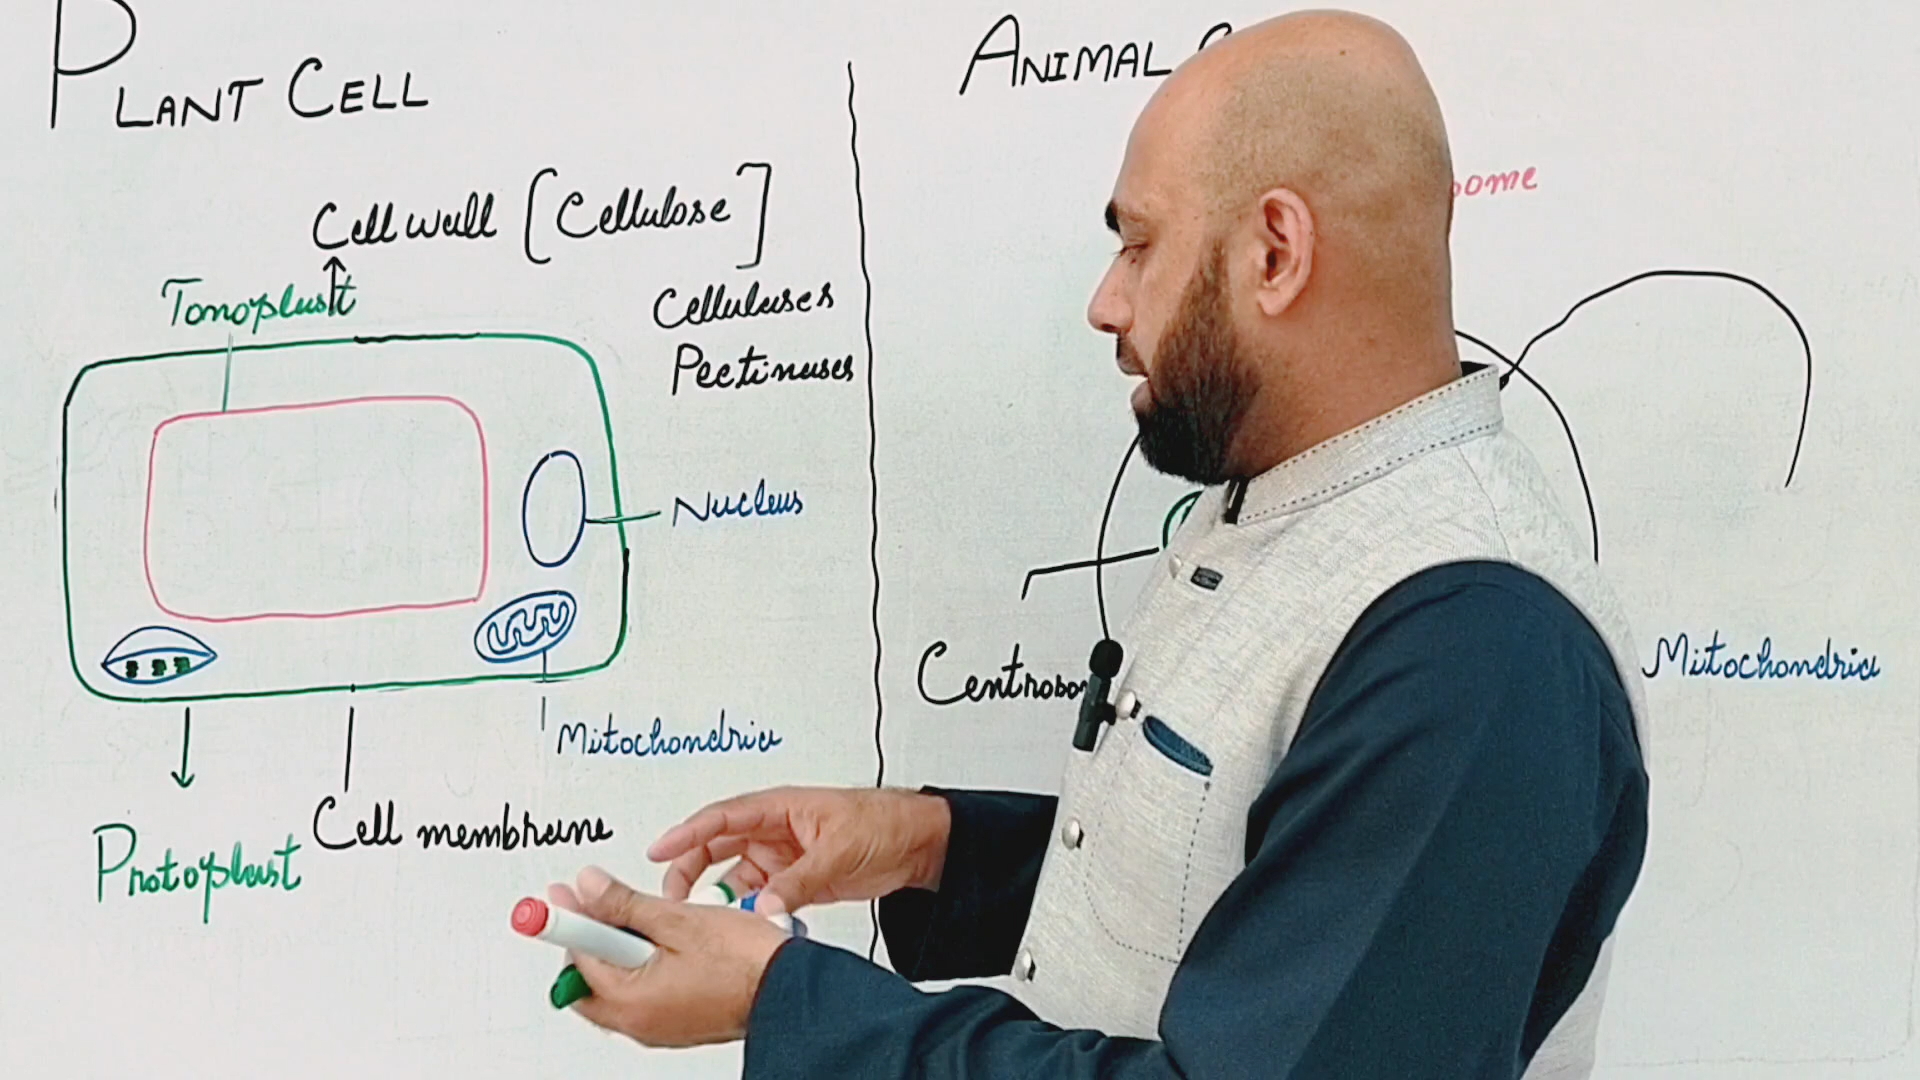 PLANT CELL
Cell wall [Cellulose]
Tonoplast
Cellulases
Pectinases
Nucleus
Mitochondria
Cell membrane
Protoplast
ANIMAL
Mitochondria